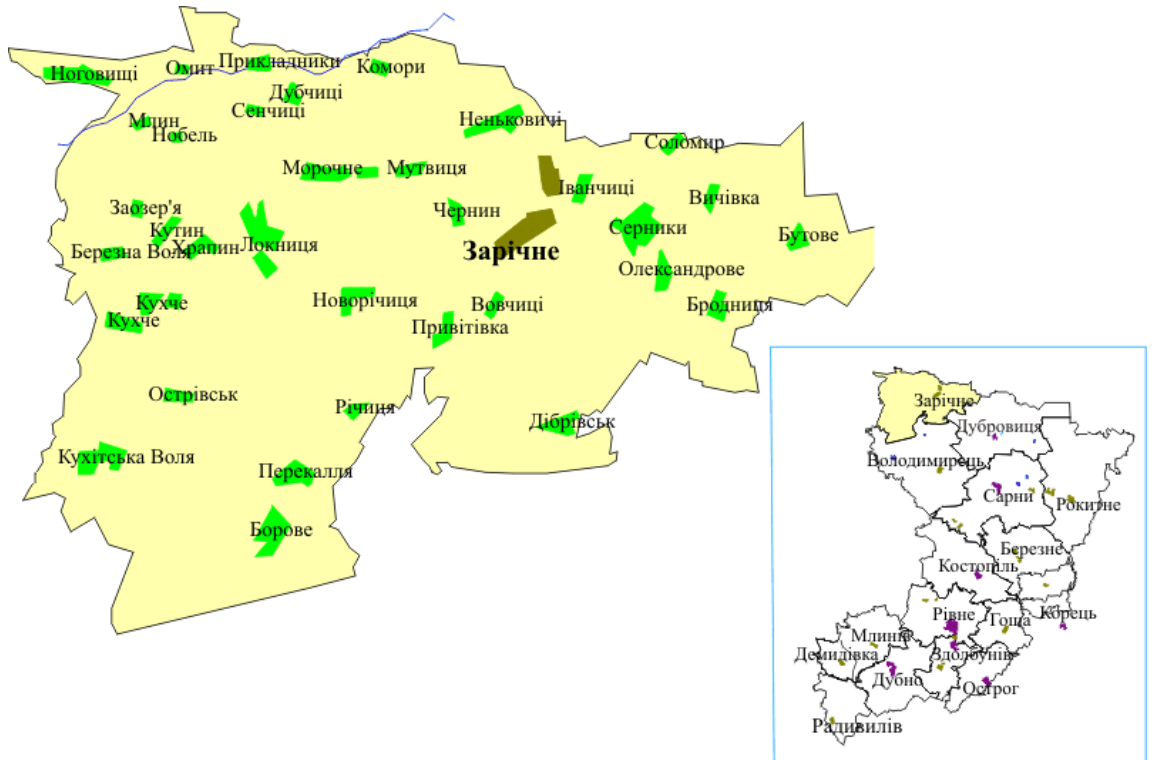 Прикладники
Омит
Комори
Ноговищі
Дубчиці
Сенчиці
Млин
Нобель
Неньковичі
Соломир
Морочне
Мутвиця
Іванчиці
Вичівка
Заозер'я
Чернин
Кутин
Серники
Бутове
Березна Воля
Храпин
Локниця
Зарічне
Олександрове
Кухче
Новорічиця
Вовчиці
Бродниця
Кухче
Привітівка
Острівськ
Річиця
Дібрівськ
Кухітська Воля
Перекалля
Борове
Зарічне
Дубровиця
Володимирець
Сарни
Рокитне
Березне
Костопіль
Рівне
Гоща
Корець
Млинів
Демидівка
Здолбунів
Дубно
Острог
Радивилів